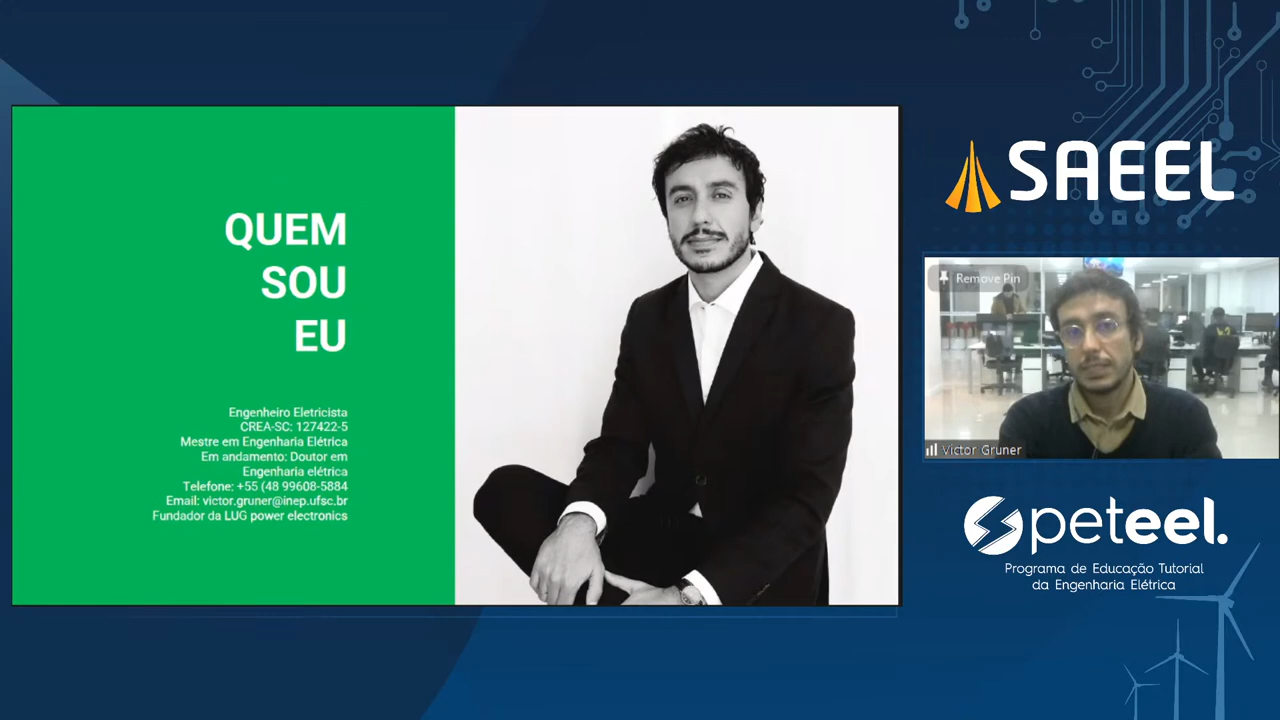 QUEM
SOU
EU
Engenheiro Eletricista
CREA-SC: 127422-5
Mestre em Engenharia Elétrica
Em andamento: Doutor em
Engenharia elétrica
Telefone: +55 (48 99608-5884
Email: victor.gruner@inep.ufsc.br
Fundador da LUG power electronics
SAEEL
Remove Pin
Victor Gruner
peteel.
Programa de Educação Tutorial
da Engenharia Elétrica